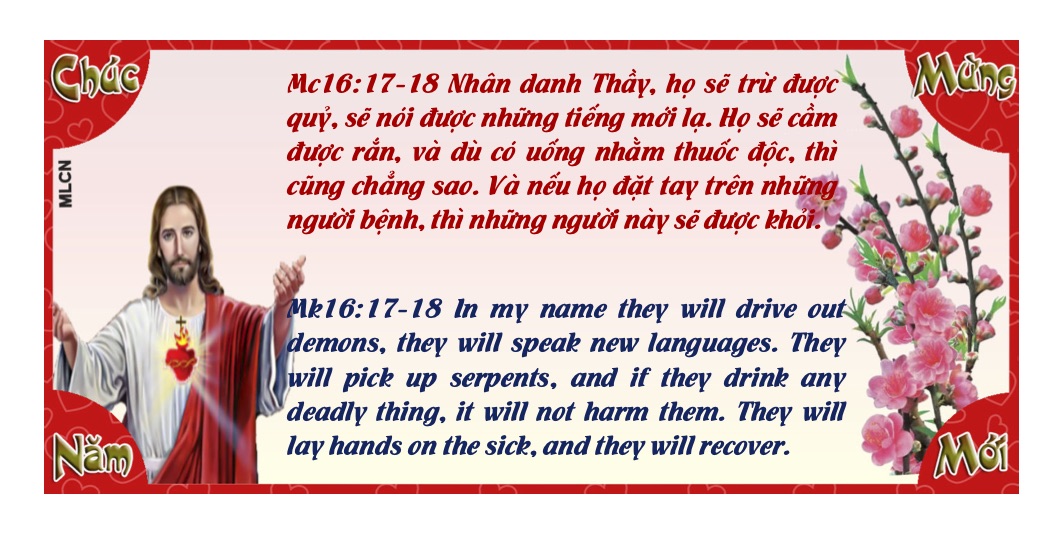 Chúc
Mừng
MLCN
Mc16:17-18 Nhân danh Thầy, họ sẽ trừ được
quỷ, sẽ nói được những tiếng mới lạ. Họ sẽ cầm
được rắn, và dù có uống nhằm thuốc độc, thì
cũng chẳng sao. Và nếu họ đặt tay trên những
người bệnh, thì những người này sẽ được khỏi.
Mk16:17-18 In my name they will drive out
demons, they will speak new languages. They
will pick up serpents, and if they drink any
deadly thing, it will not harm them. They will
lay hands on the sick, and they will recover.
Năm
Mới